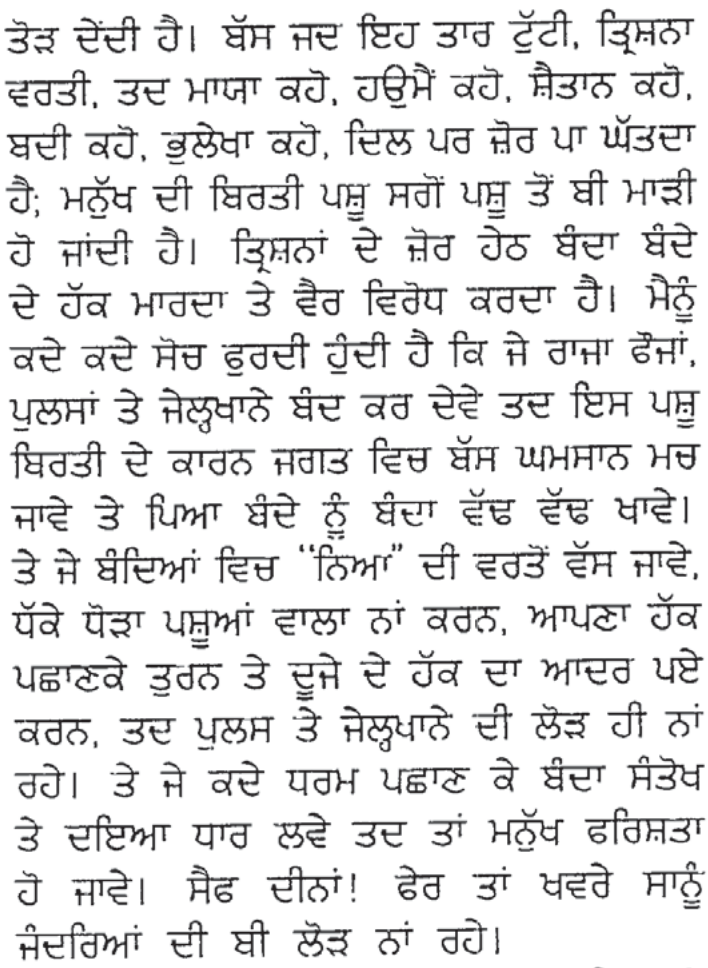 ਤੋੜ ਦੇਂਦੀ ਹੈ। ਬੱਸ ਜਦ ਇਹ ਤਾਰ ਟੁੱਟੀ, ਤ੍ਰਿਸ਼ਨਾ
ਵਰਤੀ, ਤਦ ਮਾਯਾ ਕਹੋ, ਹਉਮੈਂ ਕਹੋ, ਸ਼ੈਤਾਨ ਕਹੋ,
ਬਦੀ ਕਹੋ, ਭੁਲੇਖਾ ਕਹੋ, ਦਿਲ ਪਰ ਜ਼ੋਰ ਪਾ ਘੱਤਦਾ
ਹੈ; ਮਨੁੱਖ ਦੀ ਬਿਰਤੀ ਪਸ਼ੂ ਸਗੋਂ ਪਸ਼ੂ ਤੋਂ ਬੀ ਮਾੜੀ
ਹੋ ਜਾਂਦੀ ਹੈ। ਤ੍ਰਿਸ਼ਨਾਂ ਦੇ ਜ਼ੋਰ ਹੇਠ ਬੰਦਾ ਬੰਦੇ
ਦੇ ਹੱਕ ਮਾਰਦਾ ਤੇ ਵੈਰ ਵਿਰੋਧ ਕਰਦਾ ਹੈ। ਮੈਨੂੰ
ਕਦੇ ਕਦੇ ਸੋਚ ਫੁਰਦੀ ਹੁੰਦੀ ਹੈ ਕਿ ਜੇ ਰਾਜਾ ਫੌਜਾਂ,
ਪੁਲਸਾਂ ਤੇ ਜੇਲ੍ਹਖਾਨੇ ਬੰਦ ਕਰ ਦੇਵੇ ਤਦ ਇਸ ਪਸ਼ੂ
ਬਿਰਤੀ ਦੇ ਕਾਰਨ ਜਗਤ ਵਿਚ ਬੱਸ ਘਮਸਾਨ ਮਚ
ਜਾਵੇ ਤੇ ਪਿਆ ਬੰਦੇ ਨੂੰ ਬੰਦਾ ਵੱਢ ਵੱਢ ਖਾਵੇ।
ਤੇ ਜੇ ਬੰਦਿਆਂ ਵਿਚ “ਨਿਆ” ਦੀ ਵਰਤੋਂ ਵੱਸ ਜਾਵੇ,
ਧੱਕੇ ਧੋੜਾ ਪਸ਼ੂਆਂ ਵਾਲਾ ਨਾਂ ਕਰਨ, ਆਪਣਾ ਹੱਕ
ਪਛਾਣਕੇ ਤੁਰਨ ਤੇ ਦੂਜੇ ਦੇ ਹੱਕ ਦਾ ਆਦਰ ਪਏ
ਕਰਨ, ਤਦ ਪੁਲਸ ਤੇ ਜੇਲ੍ਹਖਾਨੇ ਦੀ ਲੋੜ ਹੀ ਨਾਂ
ਰਹੇ। ਤੇ ਜੇ ਕਦੇ ਧਰਮ ਪਛਾਣ ਕੇ ਬੰਦਾ ਸੰਤੋਖ
ਤੇ ਦਇਆ ਧਾਰ ਲਵੇ ਤਦ ਤਾਂ ਮਨੁੱਖ ਫਰਿਸ਼ਤਾ
ਹੋ ਜਾਵੇ। ਸੈਫ ਦੀਨਾਂ! ਫੇਰ ਤਾਂ ਖਵਰੇ ਸਾਨੂੰ
ਜੰਦਰਿਆਂ ਦੀ ਬੀ ਲੋੜ ਨਾਂ ਰਹੇ।